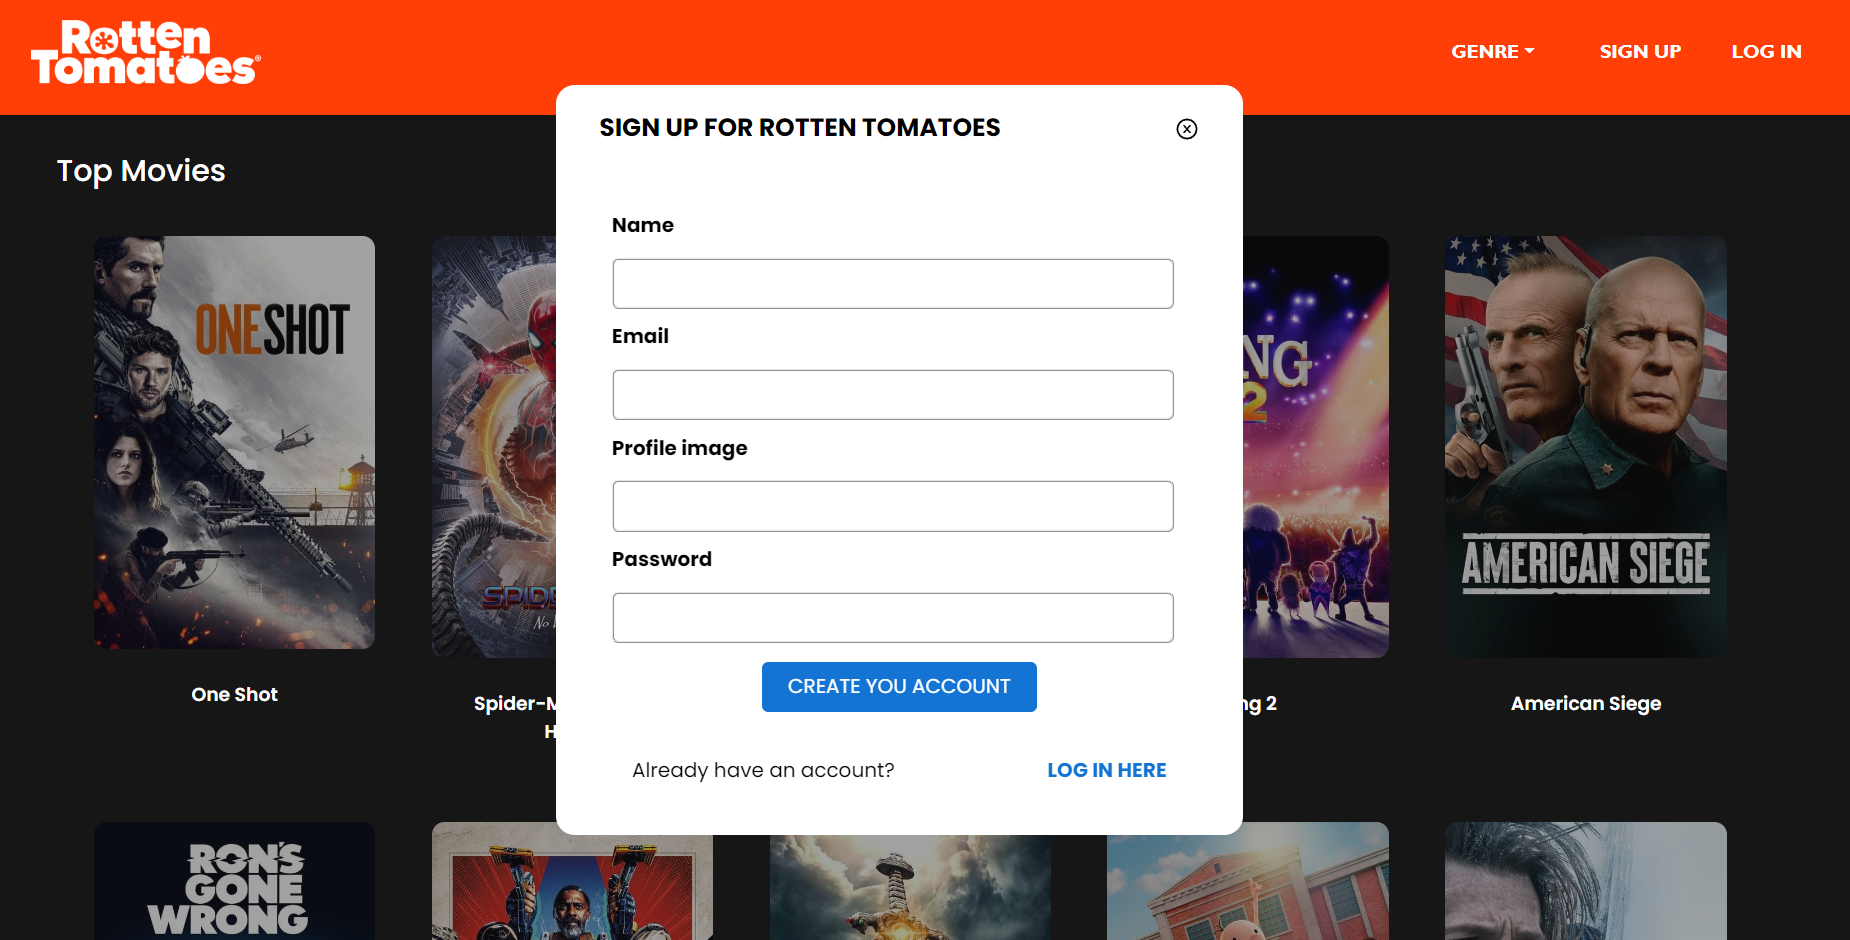 Rotten
Tomatoes®
GENRE
SIGN UP
LOG IN
SIGN UP FOR ROTTEN TOMATOES
Top Movies
Name
Email
Profile image
Password
CREATE YOU ACCOUNT
Already have an account?
LOG IN HERE
ONE SHOT
SPID
No
NG
2
AMERICAN SIEGE
One Shot
Spider-M
H
ng 2
American Siege
RON'S
GONE
WRONG